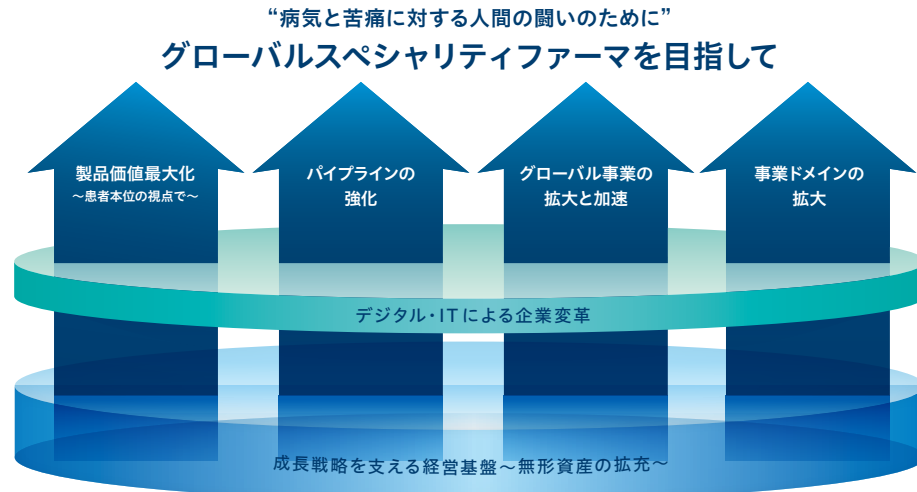 “病気と苦痛に対する人間の闘いのために”
グローバルスペシャリティファーマを目指して
製品価値最大化
～患者本位の視点で～
パイプラインの
強化
グローバル事業の
拡大と加速
事業ドメインの
拡大
デジタル・ITによる企業変革
成長戦略を支える経営基盤～無形資産の拡充～